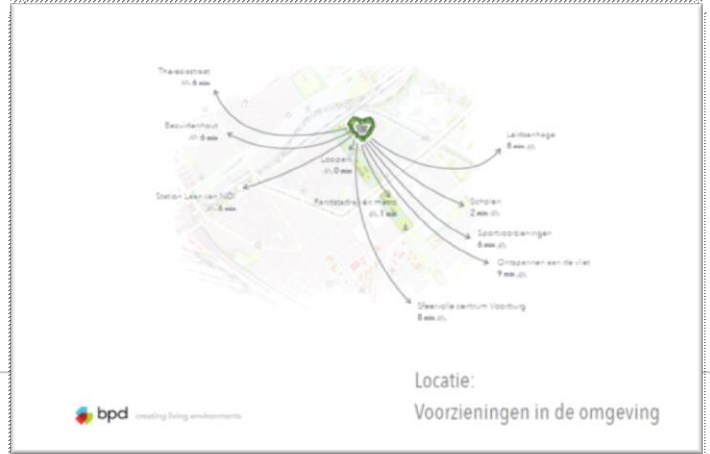 Theresiastraat
6 min
Bezuidenhout
6 min
Leidsenhage
8 min
Lopen
0 min
Station Laan van NOI
6 min
Randstadrail en metro
1 min
Scholen
2 min
Sportvoorzieningen
6 min
Ontspannen aan de vliet
9 min
Sfeervolle centrum Voorburg
8 min
Locatie:
Voorzieningen in de omgeving
bpd creating living environments